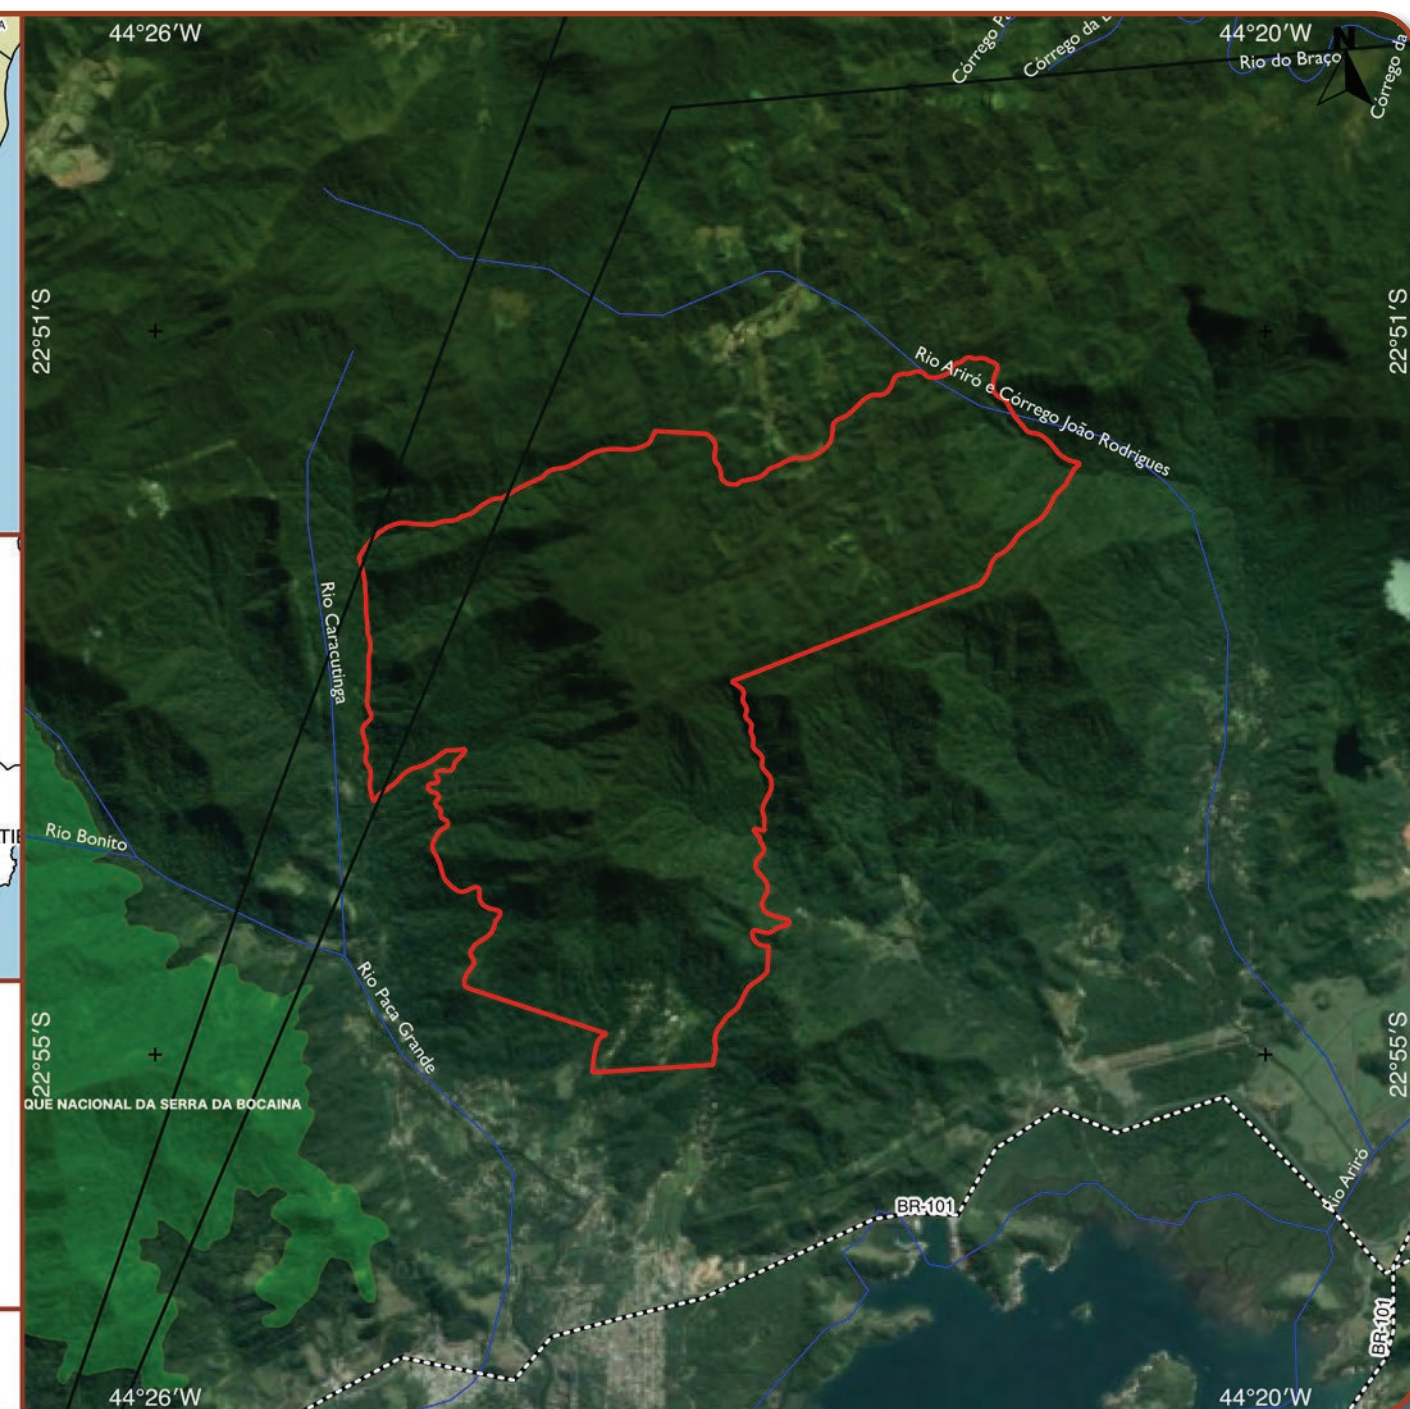 44°26'W
44°20'W
N
Rio do Braço
Córrego
Córrego da
Córrego da
22°51'S
22°51'S
Rio Ariró e Córrego João Rodrigues
Rio Caracutinga
Rio Bonito
Rio Paca Grande
22°55'S
22°55'S
QUE NACIONAL DA SERRA DA BOCAINA
Rio Ariró
BR-101
BR-101
44°26'W
44°20'W